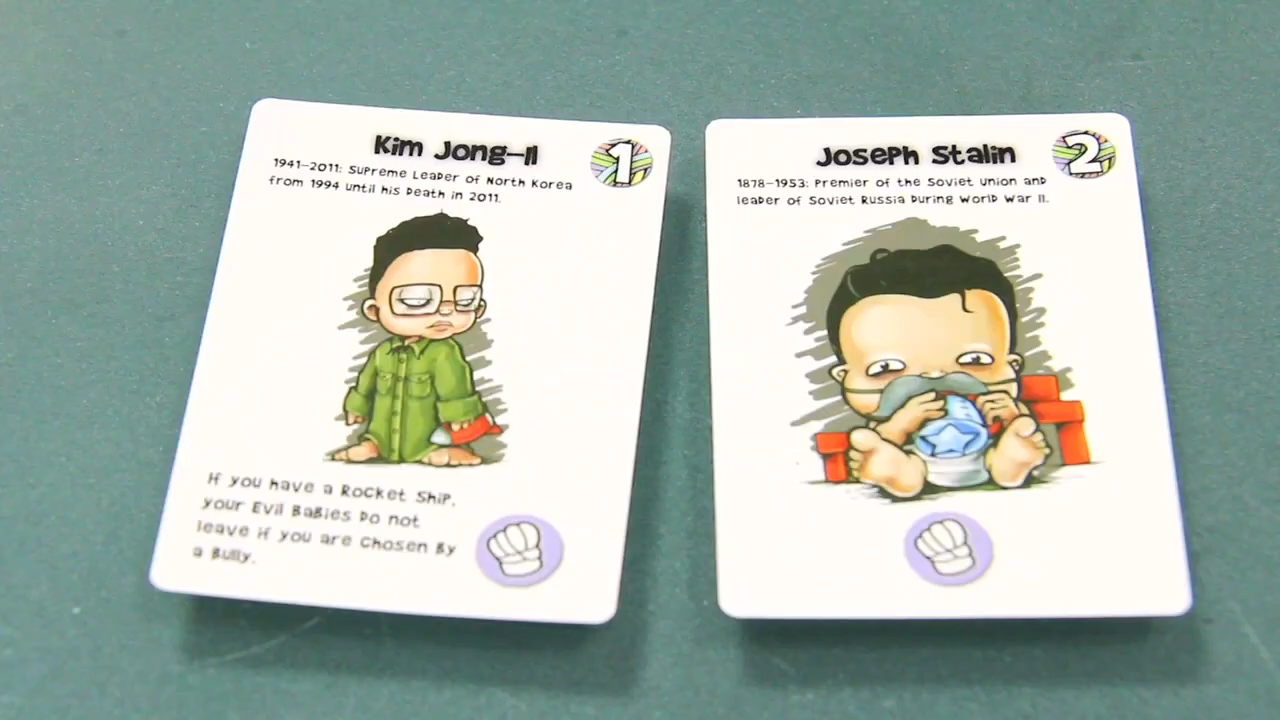 Kim Jong-Il
1
1941-2011: Supreme Leader of North Korea
from 1994 until his Death in 2011.
If you have a Rocket Ship,
your Evil Babies Do not
leave if you are Chosen By
a Bully.
Joseph Stalin
2
1878-1953: Premier of the Soviet Union and
leader of Soviet Russia During World War II.